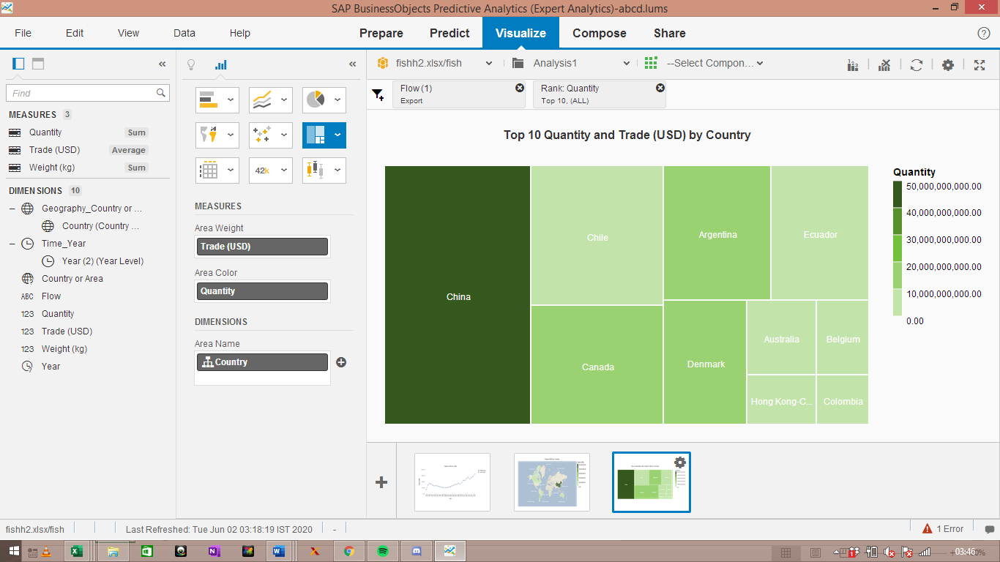 SAP BusinessObjects Predictive Analytics (Expert Analytics)-abcd.lums
File Edit View Data Help Prepare Predict Visualize Compose Share
Find
MEASURES 3
Quantity Sum
Trade (USD) Average
Weight (kg) Sum
DIMENSIONS 10
Geography_Country or ...
Country (Country ...
Time_Year
Year (2) (Year Level)
Country or Area
ABC Flow
123 Quantity
123 Trade (USD)
123 Weight (kg)
Year
42k
MEASURES
Area Weight
Trade (USD)
Area Color
Quantity
DIMENSIONS
Area Name
Country
fishh2.xlsx/fish Analysis1 --Select Compon...
Flow (1)
Export
Rank: Quantity
Top 10, (ALL)
Top 10 Quantity and Trade (USD) by Country
China
Chile
Canada
Argentina
Ecuador
Denmark
Australia
Belgium
Hong Kong-C...
Colombia
Quantity
50,000,000,000.00
40,000,000,000.00
30,000,000,000.00
20,000,000,000.00
10,000,000,000.00
0.00
fishh2.xlsx/fish Last Refreshed: Tue Jun 02 03:18:19 IST 2020 - 1 Error
03:46